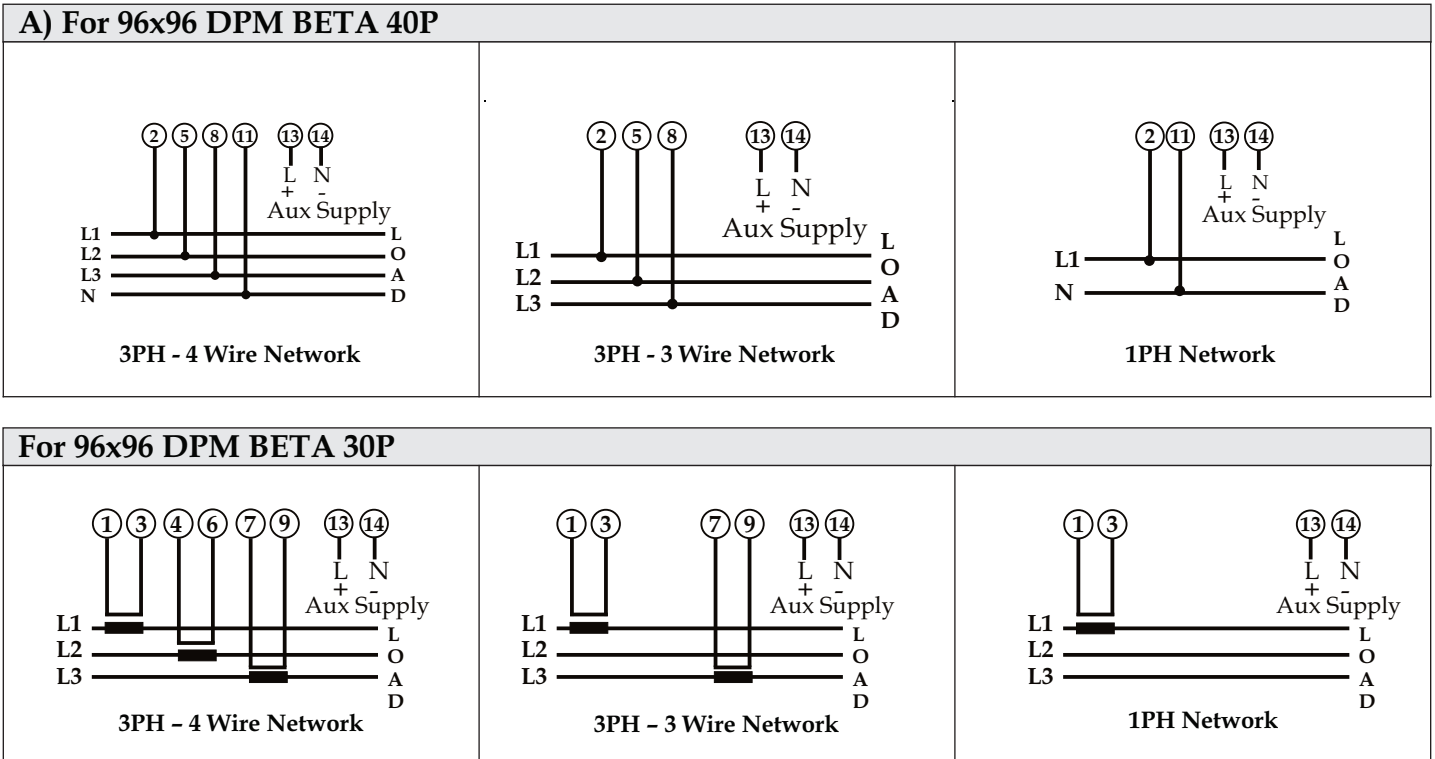 A) For 96x96 DPM BETA 40P
2 5 8 11 13 14
L N
+ -
Aux Supply
L1 L
L2 O
L3 A
N D
3PH - 4 Wire Network
2 5 8 13 14
L N
+ -
Aux Supply
L
L1 O
L2 A
L3 D
3PH - 3 Wire Network
2 11 13 14
L N
+ -
Aux Supply
L
L1 O
A
N D
1PH Network
For 96x96 DPM BETA 30P
1 3 4 6 7 9 13 14
L N
+ -
Aux Supply
L1 L
L2 O
L3 A
D
3PH – 4 Wire Network
1 3 7 9 13 14
L N
+ -
Aux Supply
L1 L
L2 O
L3 A
D
3PH – 3 Wire Network
1 3 13 14
L N
+ -
Aux Supply
L1 L
L2 O
L3 A
D
1PH Network